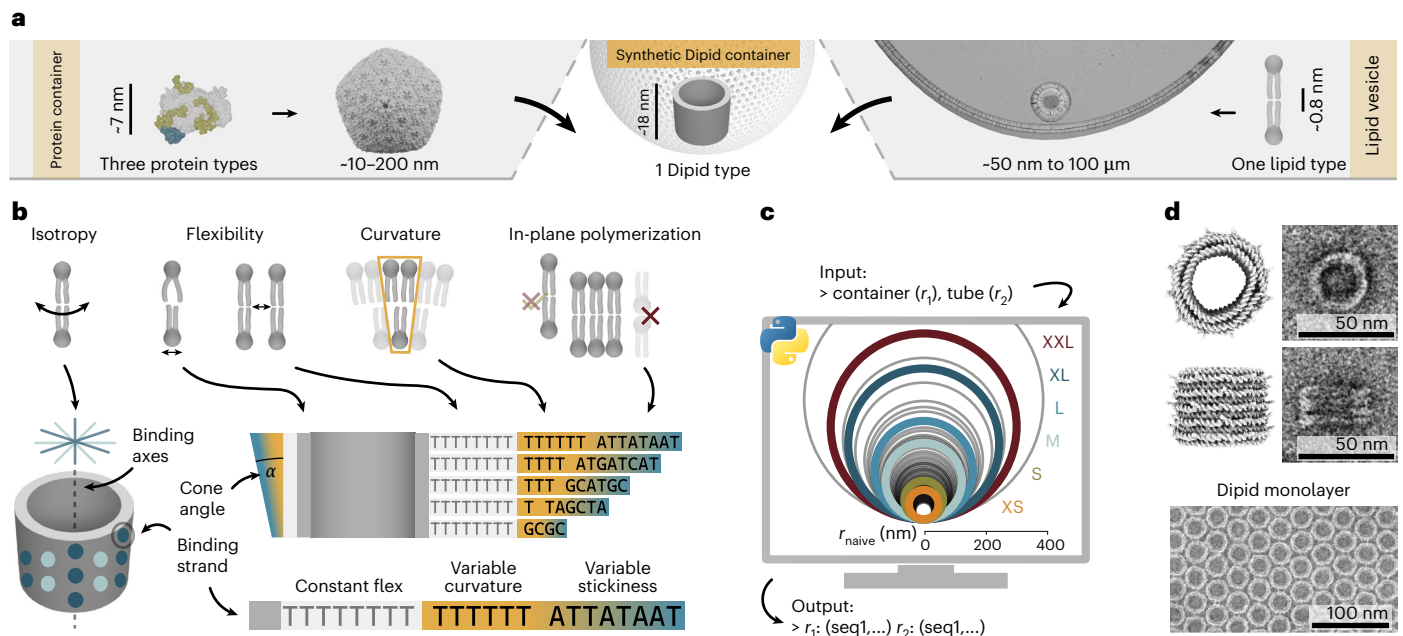 a
Protein container
~7 nm
Three protein types
~10–200 nm
Synthetic Dipid container
~18 nm
1 Dipid type
~50 nm to 100 μm
~0.8 nm
One lipid type
Lipid vesicle
b
Isotropy
Flexibility
Curvature
In-plane polymerization
Binding
axes
Cone
angle
α
Binding
strand
TTTTTTTT TTTTTT ATTATAAT
TTTTTTTT TTTT ATGATCAT
TTTTTTTT TTT GCATGC
TTTTTTTT T TAGCTA
TTTTTTTT GCGC
Constant flex
Variable
curvature
Variable
stickiness
TTTTTTTT TTTTTT ATTATAAT
c
Input:
> container (r1), tube (r2)
XXL
XL
L
M
S
XS
rnaive (nm)
0
200
400
Output:
> r1: (seq1,...) r2: (seq1,...)
d
50 nm
50 nm
Dipid monolayer
100 nm